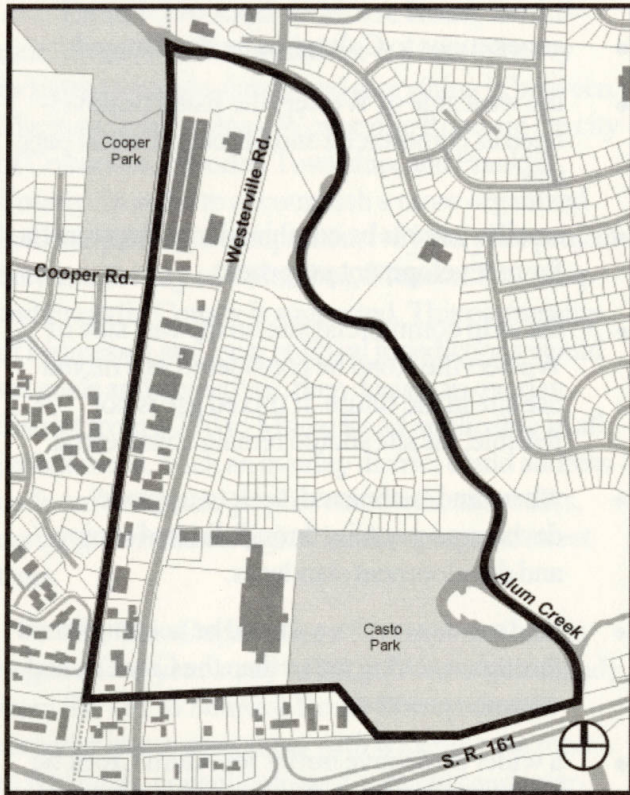 Cooper
Park
Westerville Rd.
Cooper Rd.
Alum Creek
Casto
Park
S. R. 161